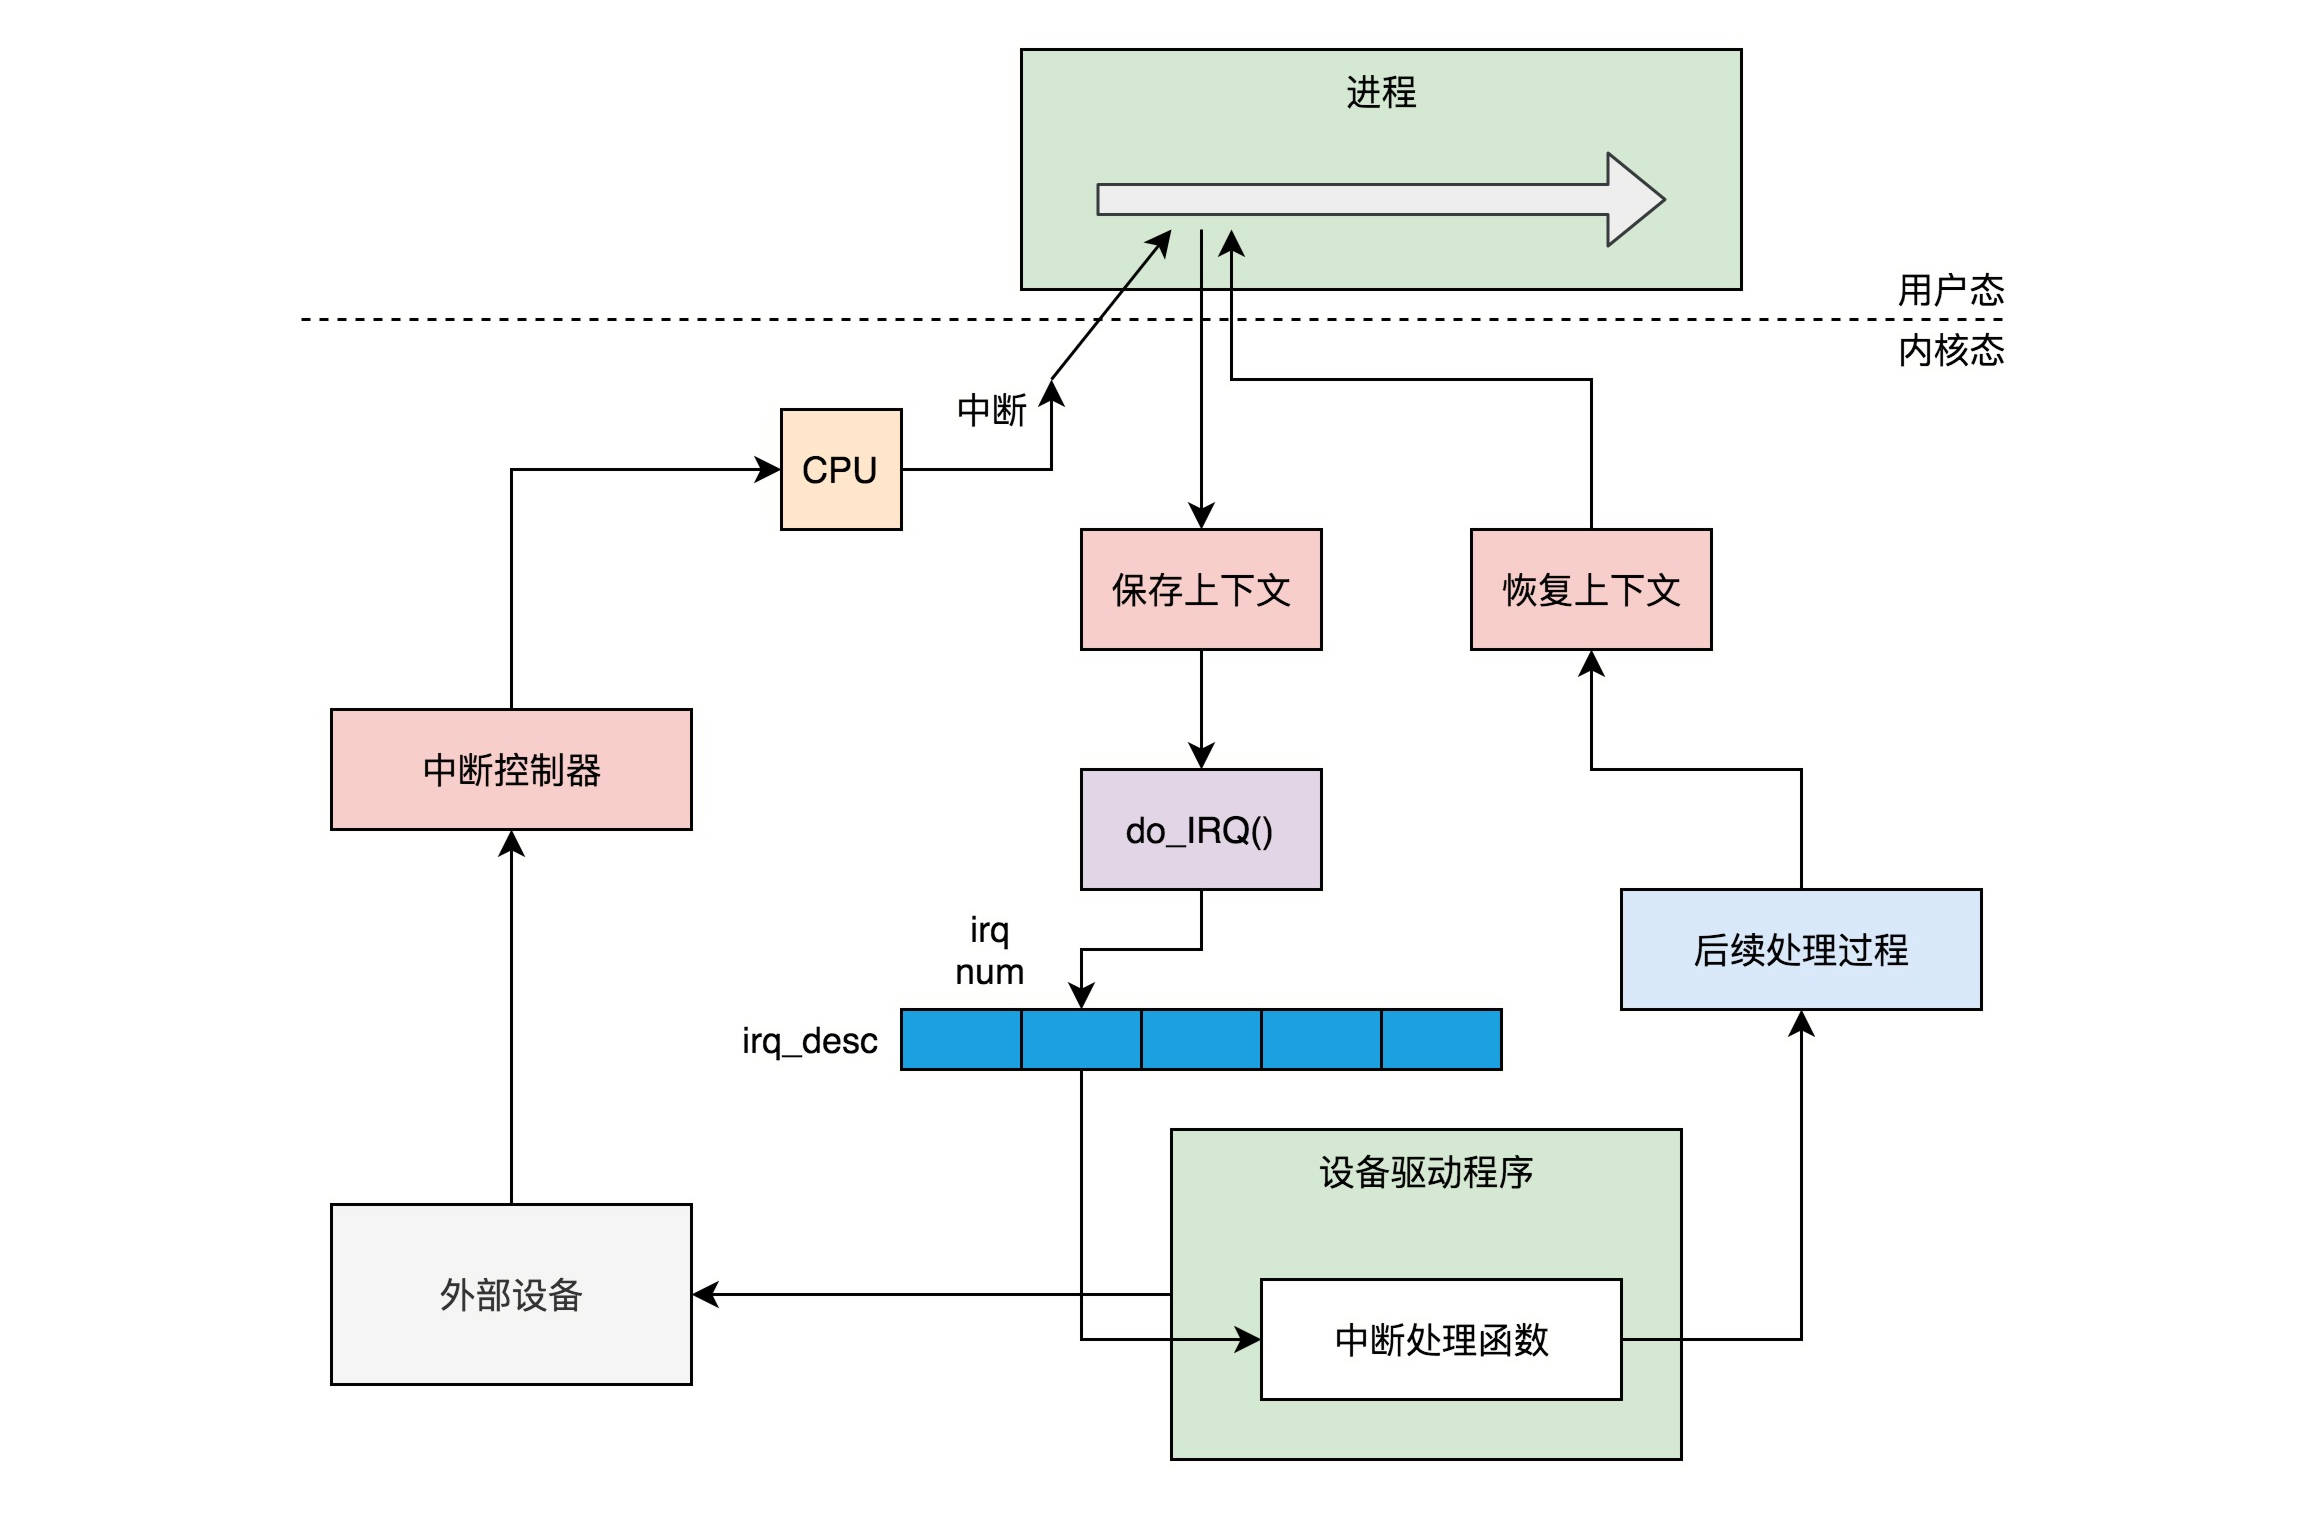 进程
用户态
内核态
中断
CPU
保存上下文
恢复上下文
中断控制器
do_IRQ()
irq
num
后续处理过程
irq_desc
设备驱动程序
外部设备
中断处理函数